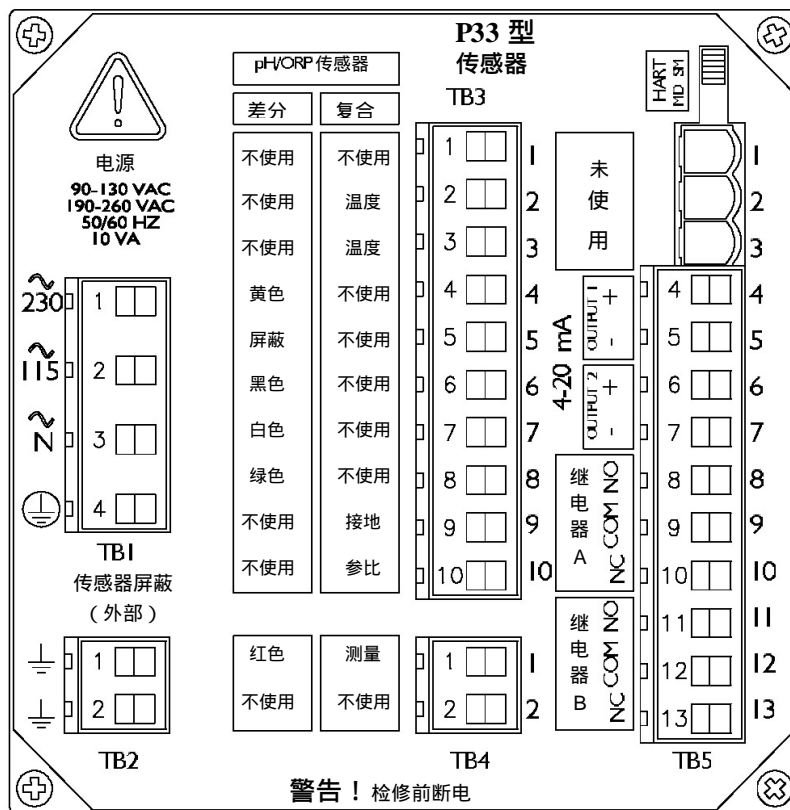 P33 型
传感器
pH/ORP 传感器
差分 复合
不使用 不使用
不使用 温度
不使用 温度
黄色 不使用
屏蔽 不使用
黑色 不使用
白色 不使用
绿色 不使用
不使用 接地
不使用 参比
红色 测量
不使用 不使用
电源
90-130 VAC
190-260 VAC
50/60 HZ
10 VA
230 1
115 2
N 3
4
TB1
传感器屏蔽
(外部)
1
2
TB2
TB3
1 1
2 2
3 3
4 4
5 5
6 6
7 7
8 8
9 9
10 10
1 1
2 2
TB4
HART
MD SM
未使用
4-20 mA
OUTPUT 1
+
-
OUTPUT 2
+
-
继电器 A
NC COM NO
继电器 B
NC COM NO
1
2
3
4 4
5 5
6 6
7 7
8 8
9 9
10 10
11 11
12 12
13 13
TB5
警告！检修前断电